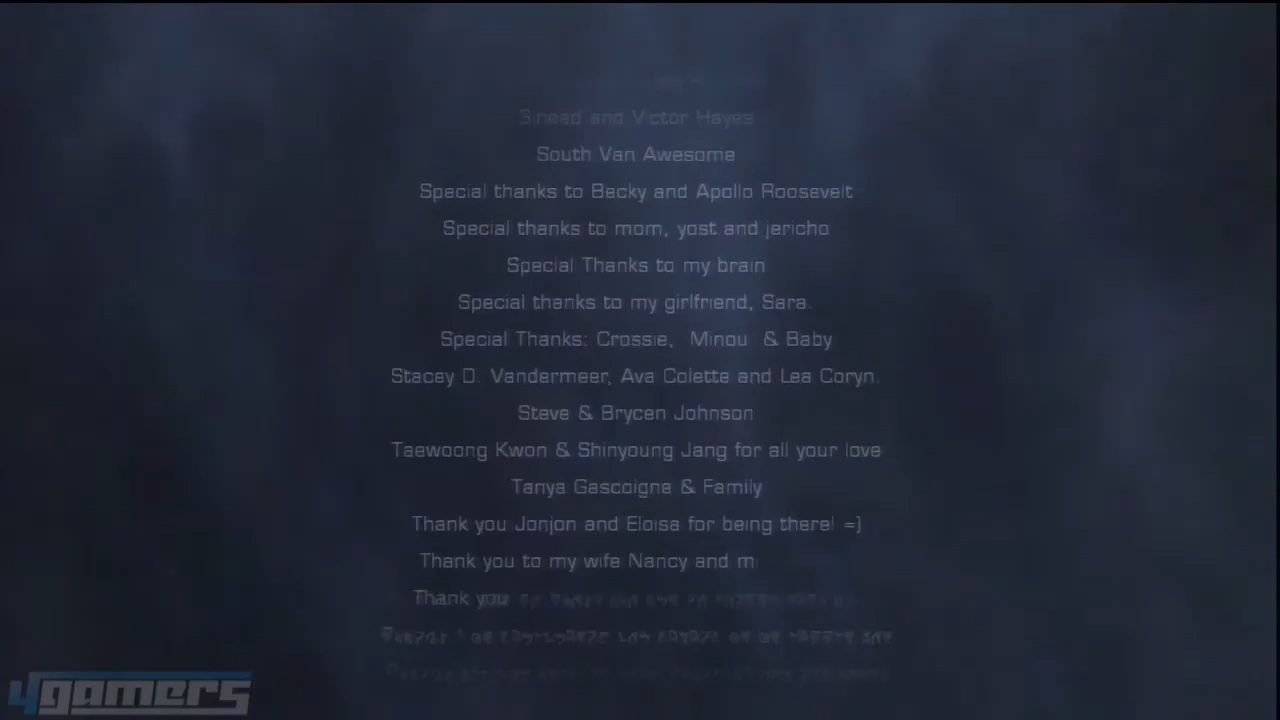 Sinead and Victor Hayes
South Van Awesome
Special thanks to Becky and Apollo Roosevelt
Special thanks to mom, yost and jericho
Special Thanks to my brain
Special thanks to my girlfriend, Sara.
Special Thanks: Crossie, Minou & Baby
Stacey D. Vandermeer, Ava Colette and Lea Coryn.
Steve & Brycen Johnson
Taewoong Kwon & Shinyoung Jang for all your love
Tanya Gascoigne & Family
Thank you Jonjon and Eloisa for being there! =)
Thank you to my wife Nancy and m
Thank you
4gamers